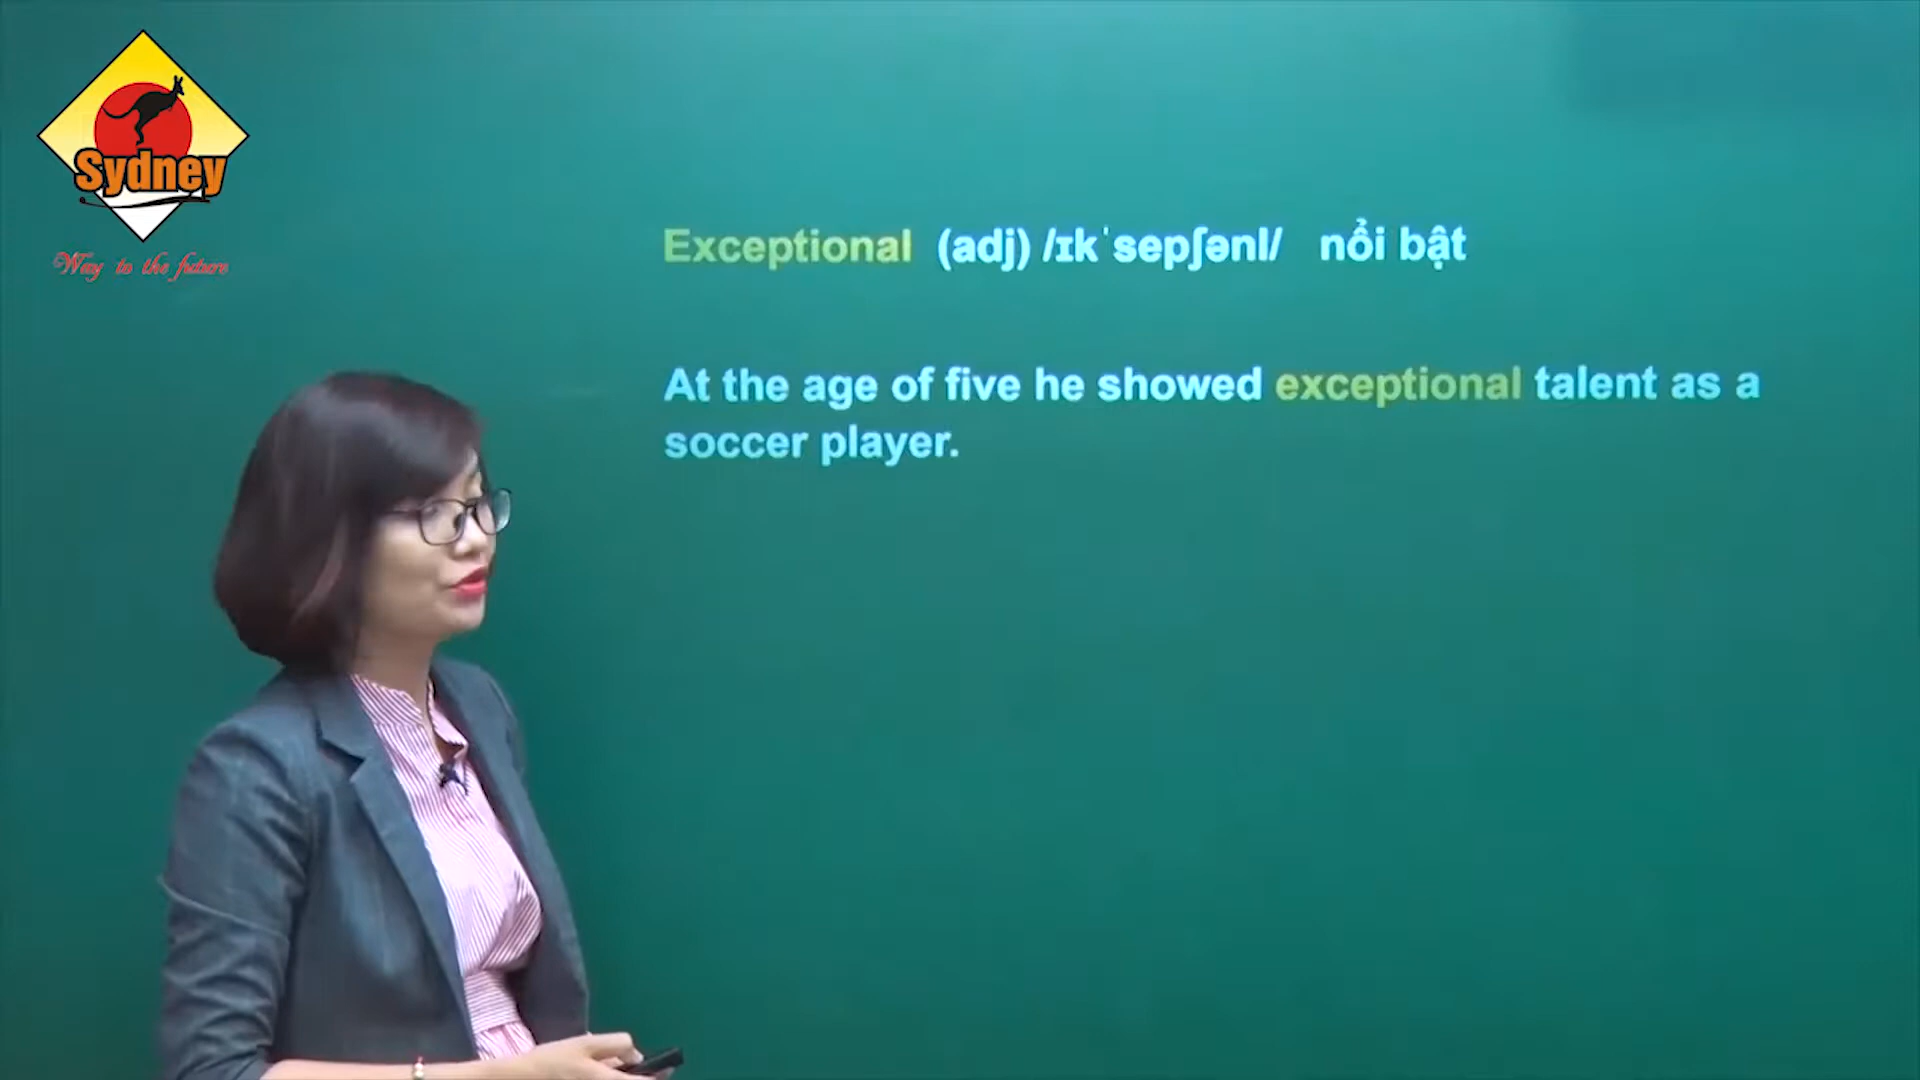 Sydney
Way to the future
Exceptional (adj) /ɪkˈsepʃənl/ nổi bật
At the age of five he showed exceptional talent as a
soccer player.